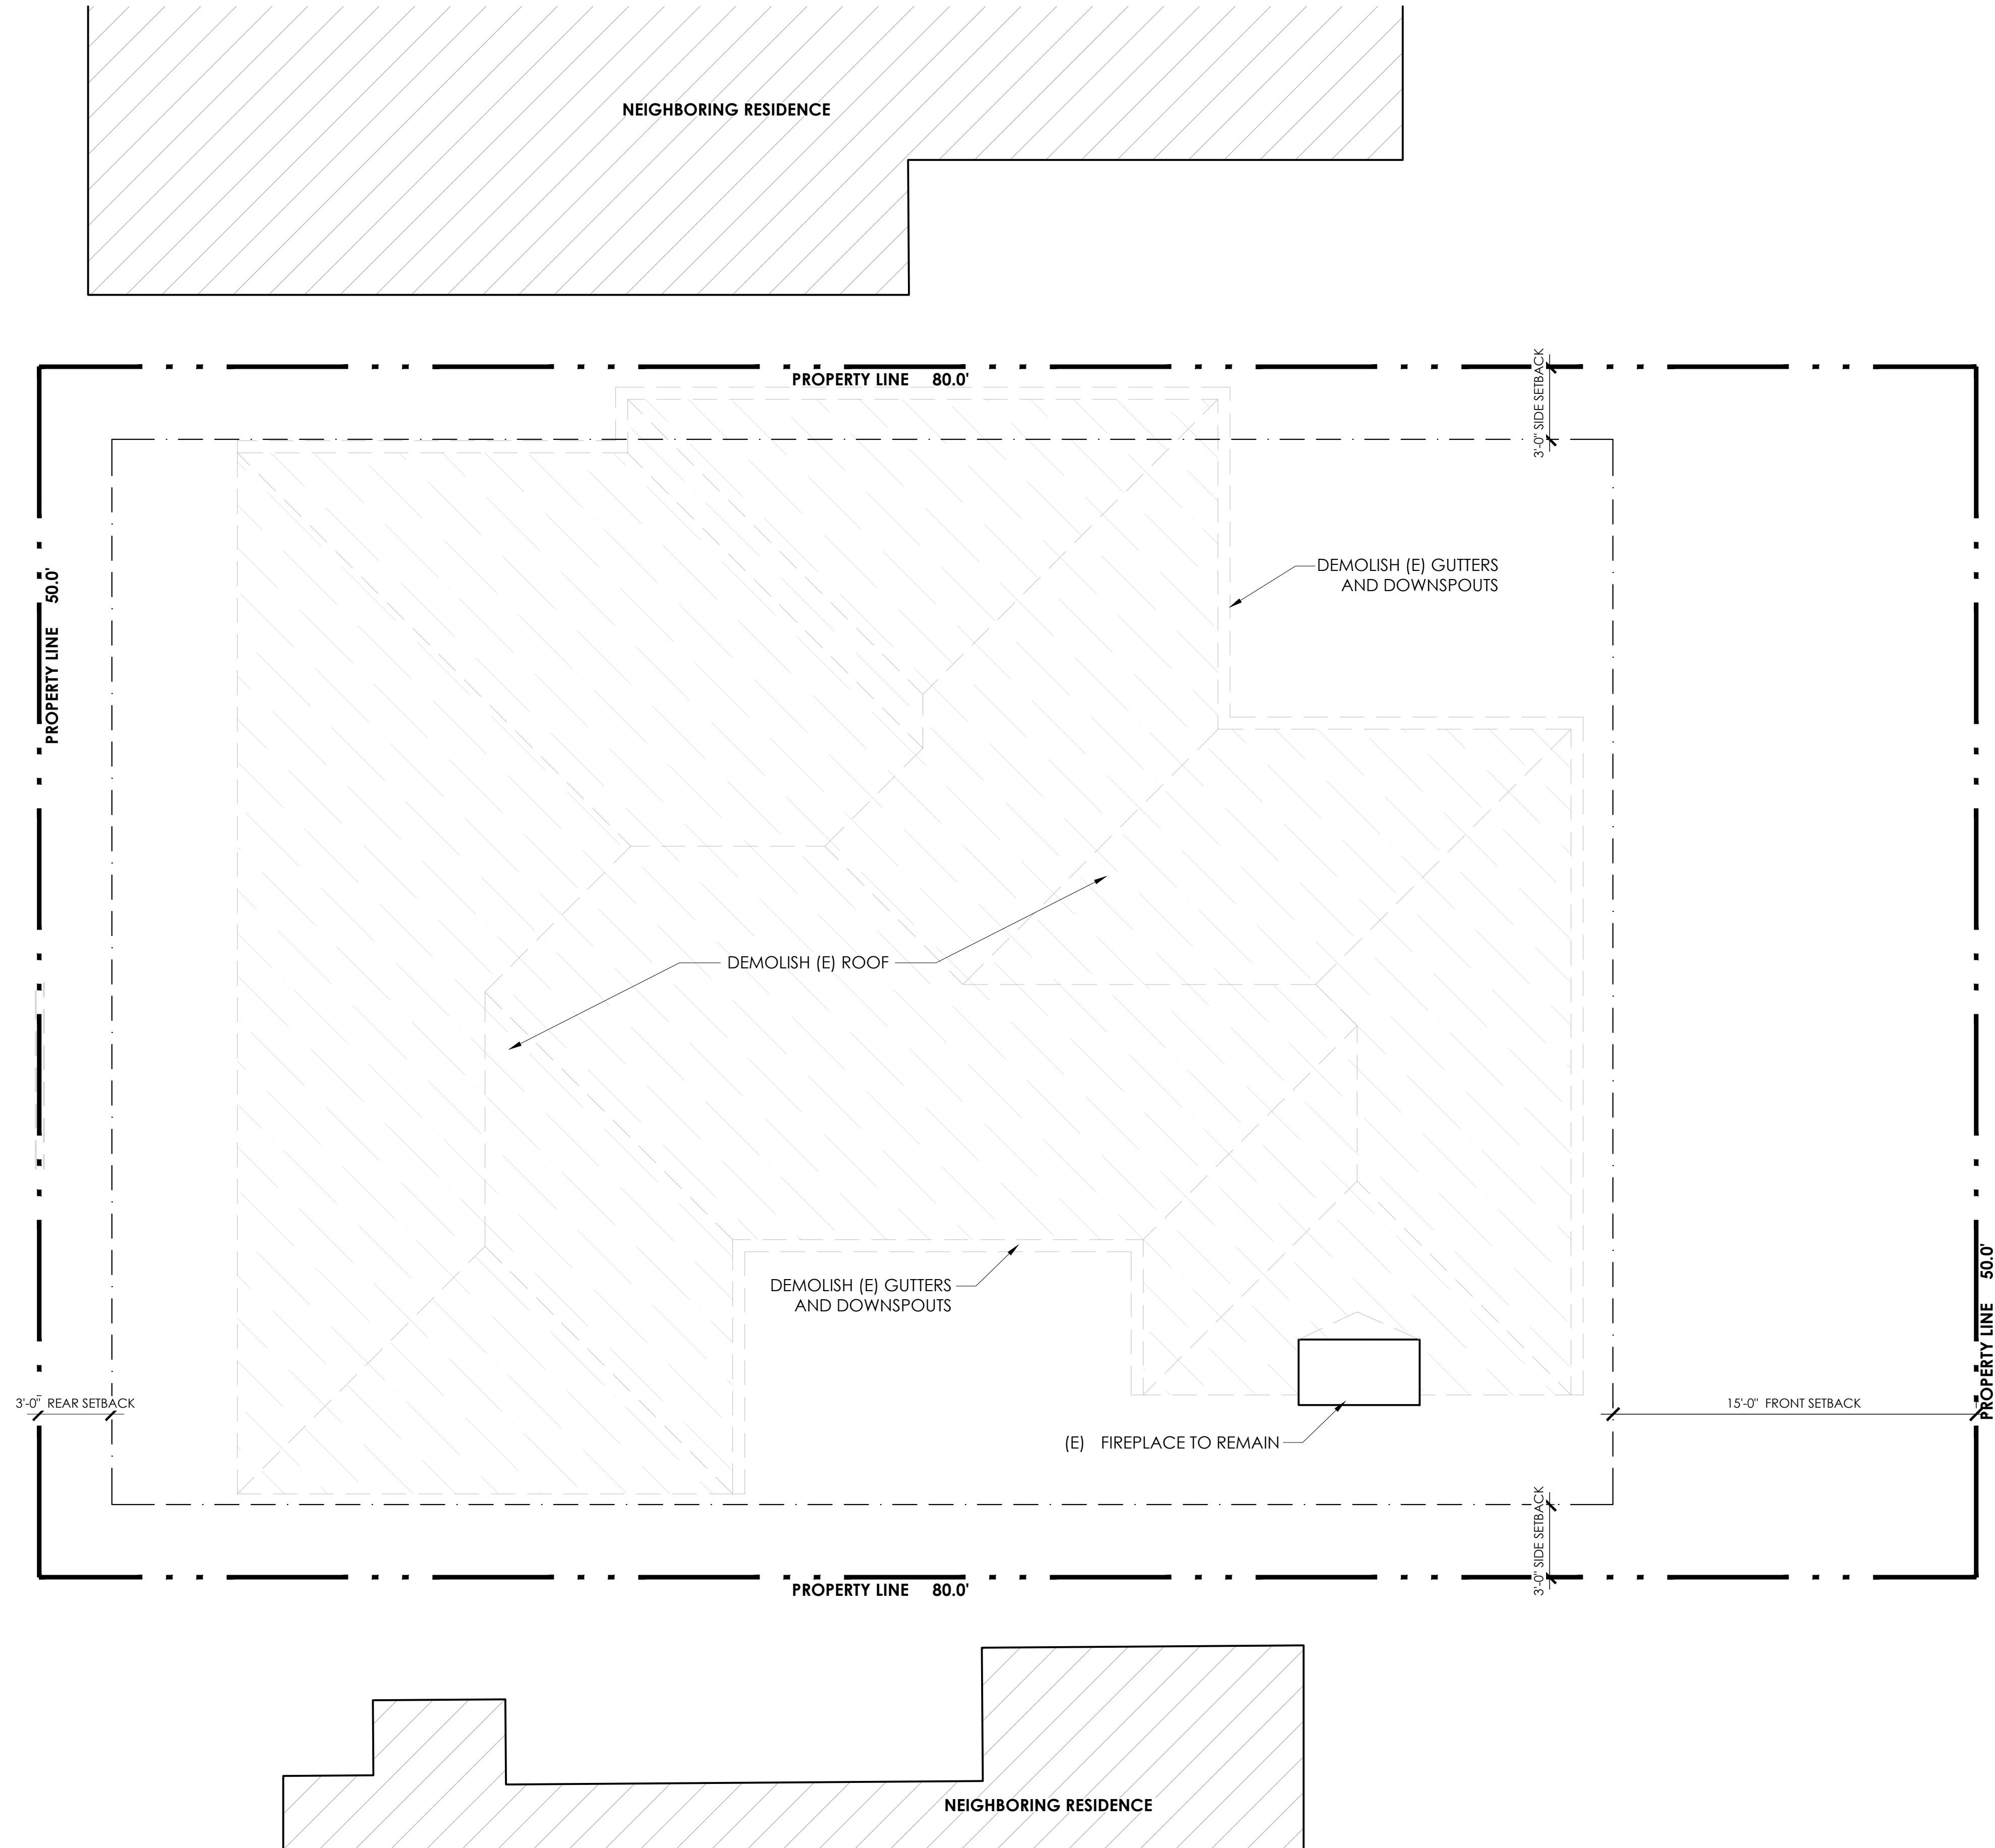 NEIGHBORING RESIDENCE
3'-0" SIDE SETBACK
PROPERTY LINE 80.0'
PROPERTY LINE 50.0'
DEMOLISH (E) GUTTERS
AND DOWNSPOUTS
DEMOLISH (E) ROOF
DEMOLISH (E) GUTTERS
AND DOWNSPOUTS
PROPERTY LINE 50.0'
3'-0" REAR SETBACK
15'-0" FRONT SETBACK
(E) FIREPLACE TO REMAIN
3'-0" SIDE SETBACK
PROPERTY LINE 80.0'
NEIGHBORING RESIDENCE